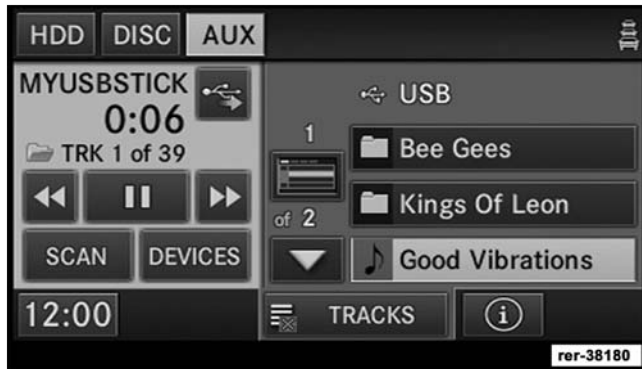 HDD DISC AUX
MYUSBSTICK
0:06
TRK 1 of 39
SCAN DEVICES
12:00
USB
1
of 2
Bee Gees
Kings Of Leon
Good Vibrations
TRACKS
rer-38180